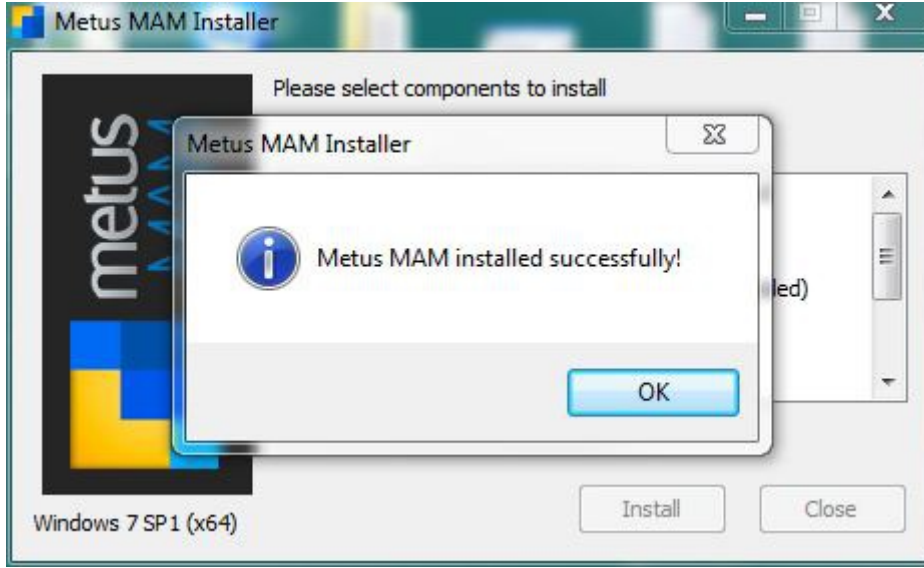 Metus MAM Installer
Please select components to install
metus
MAM
Metus MAM Installer
Metus MAM installed successfully!
OK
Install
Close
Windows 7 SP1 (x64)